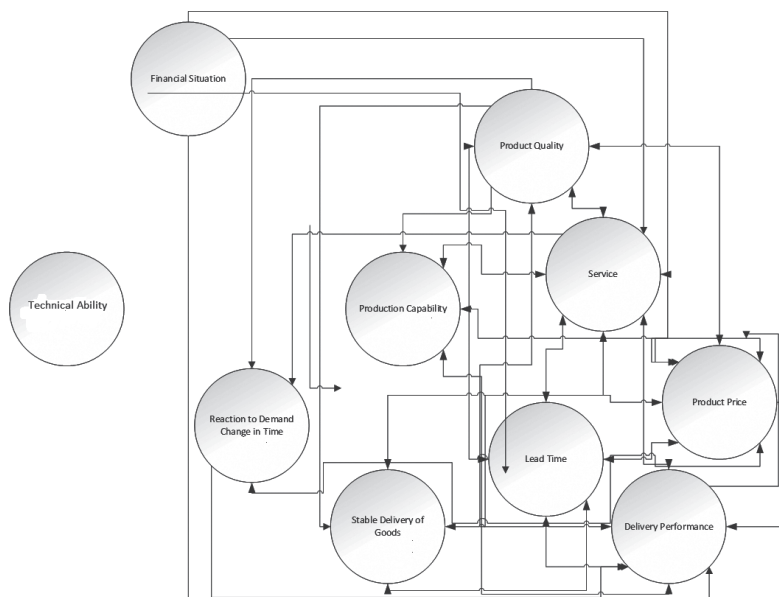 Financial Situation
Product Quality
Service
Technical Ability
Production Capability
Product Price
Reaction to Demand
Change in Time
Lead Time
Stable Delivery of
Goods
Delivery Performance